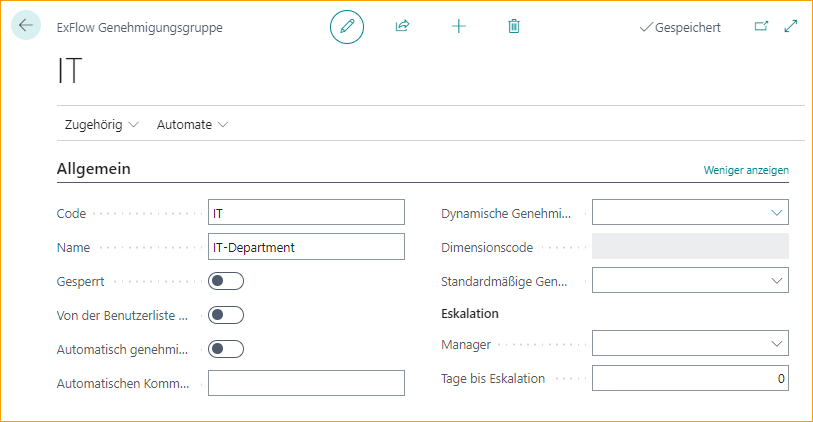 ExFlow Genehmigungsgruppe
Gespeichert
IT
Zugehörig
Automate
Allgemein
Weniger anzeigen
Code
IT
Name
IT-Department
Gesperrt
Von der Benutzerliste ...
Automatisch genehmi...
Automatischen Komm...
Dynamische Genehmi...
Dimensionscode
Standardmäßige Gen...
Eskalation
Manager
Tage bis Eskalation
0